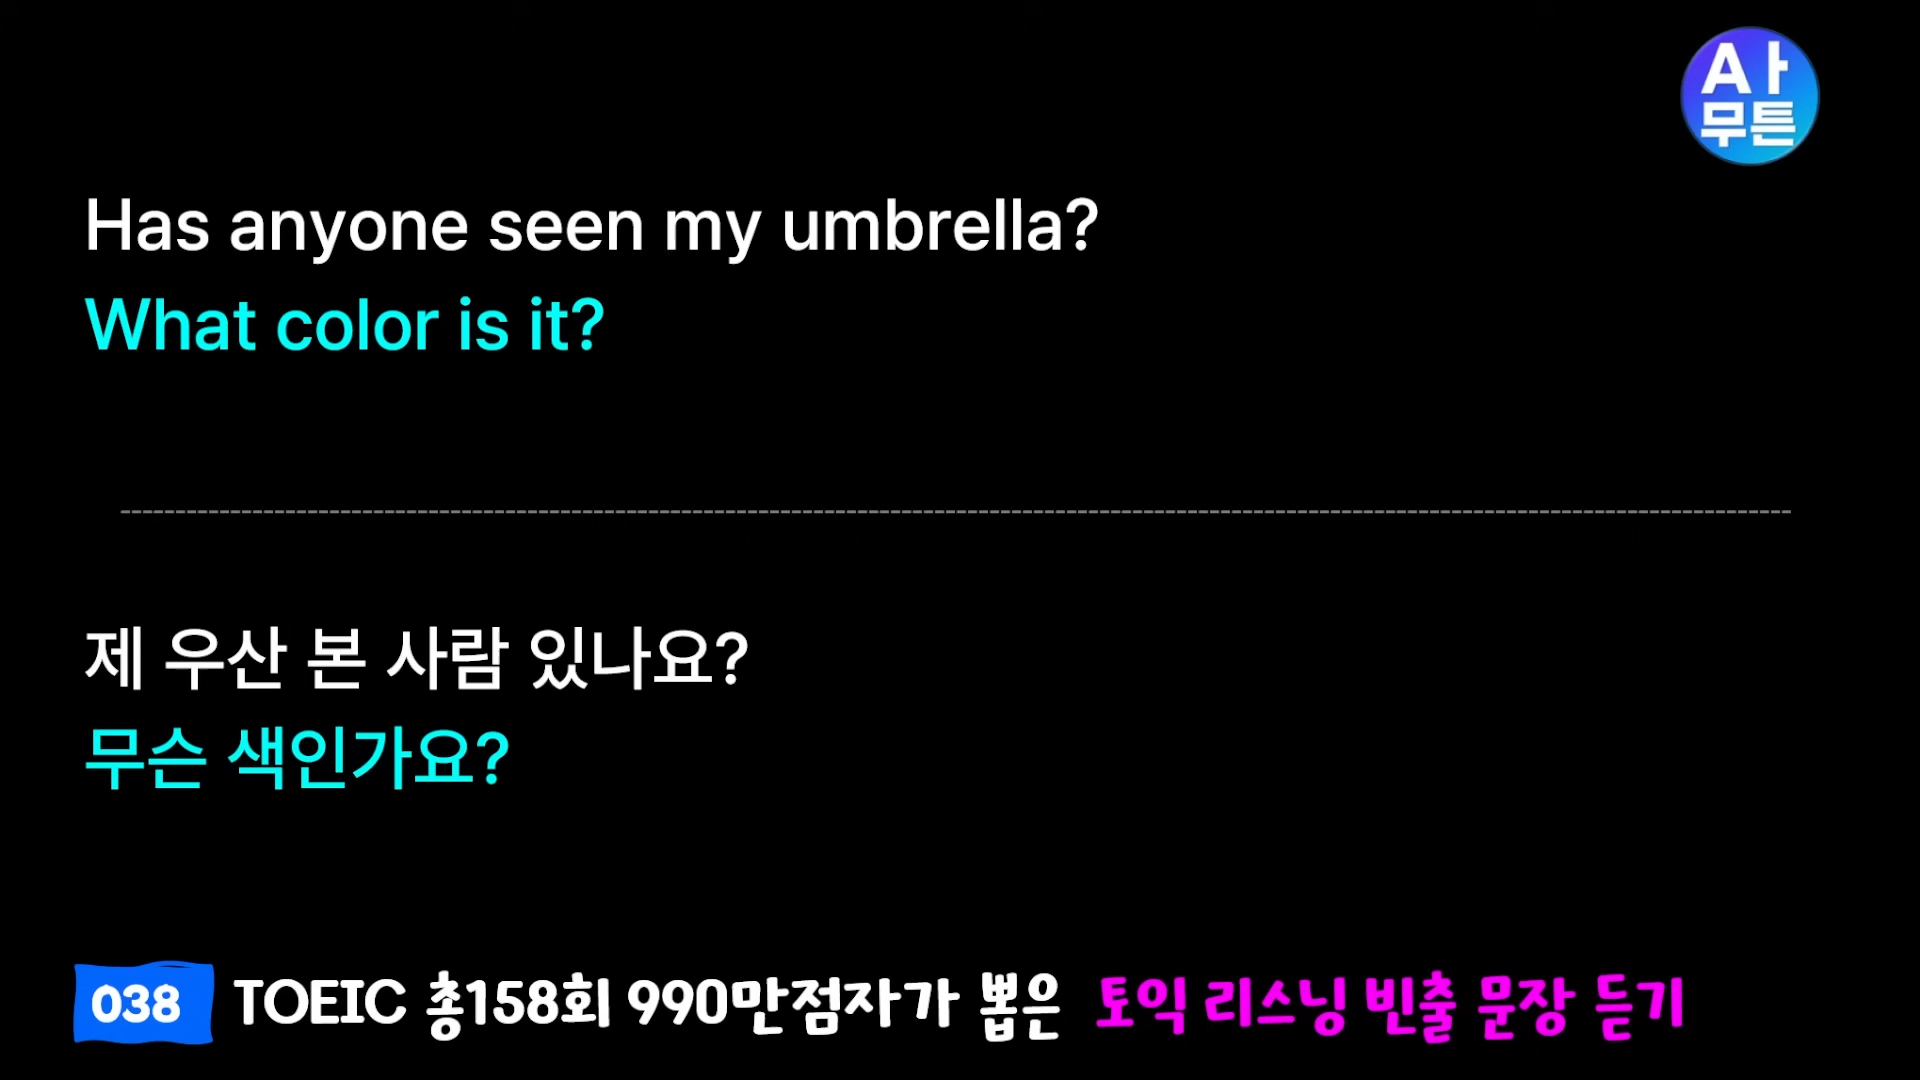 A사
무튼
Has anyone seen my umbrella?
What color is it?
제 우산 본 사람 있나요?
무슨 색인가요?
038 TOEIC 총158회 990만점자가 뽑은 토익 리스닝 빈출 문장 듣기